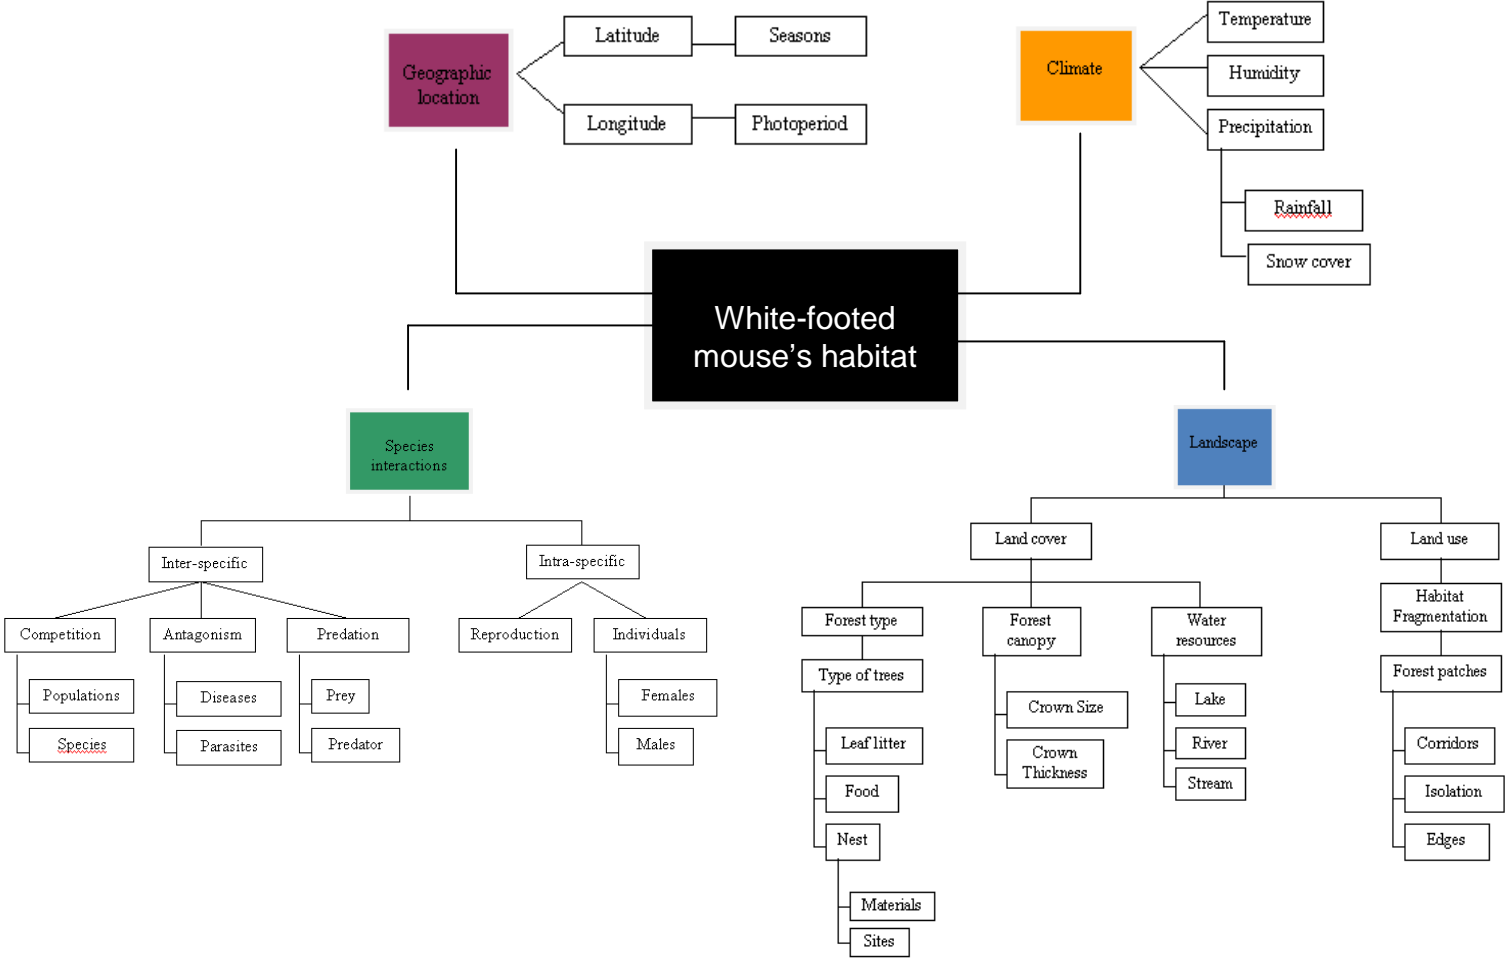 Geographic
location
Latitude
Seasons
Longitude
Photoperiod
Climate
Temperature
Humidity
Precipitation
Rainfall
Snow cover
White-footed
mouse’s habitat
Species
interactions
Inter-specific
Competition
Populations
Species
Antagonism
Diseases
Parasites
Predation
Prey
Predator
Intra-specific
Reproduction
Individuals
Females
Males
Landscape
Land cover
Forest type
Type of trees
Leaf litter
Food
Nest
Materials
Sites
Forest
canopy
Crown Size
Crown
Thickness
Water
resources
Lake
River
Stream
Land use
Habitat
Fragmentation
Forest patches
Corridors
Isolation
Edges